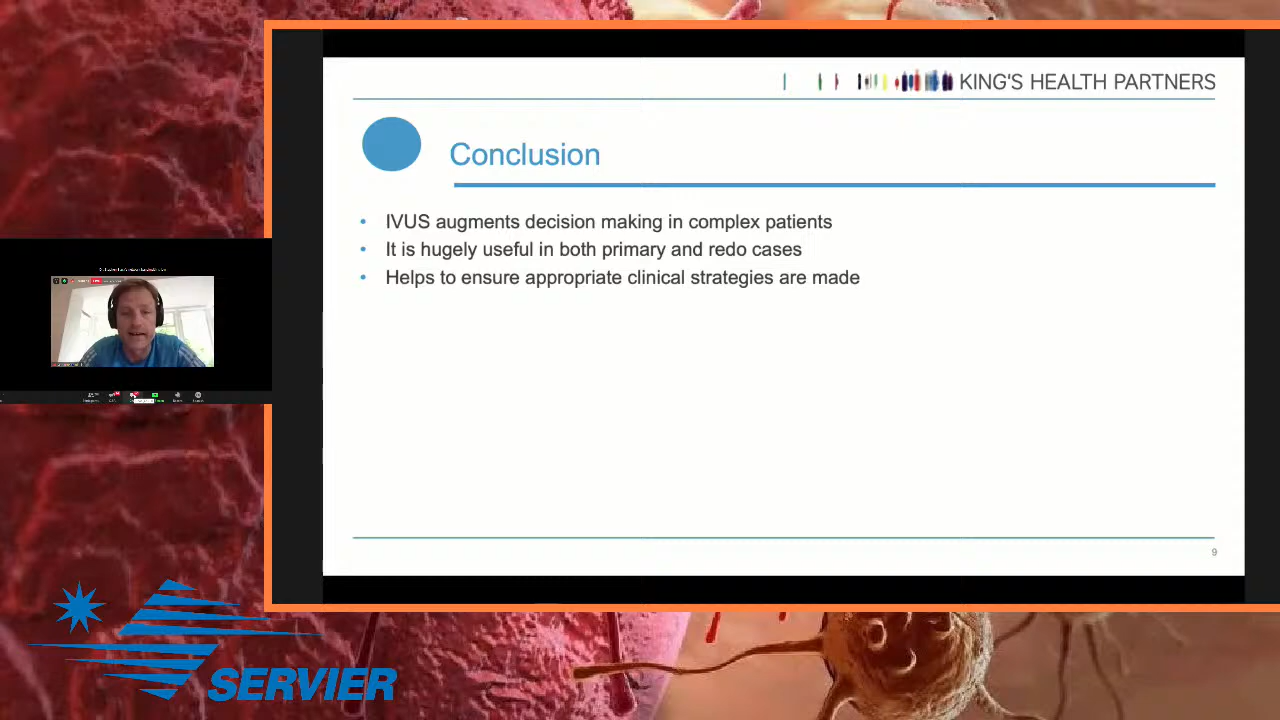 KING'S HEALTH PARTNERS
Conclusion
• IVUS augments decision making in complex patients
• It is hugely useful in both primary and redo cases
• Helps to ensure appropriate clinical strategies are made
9
SERVIER